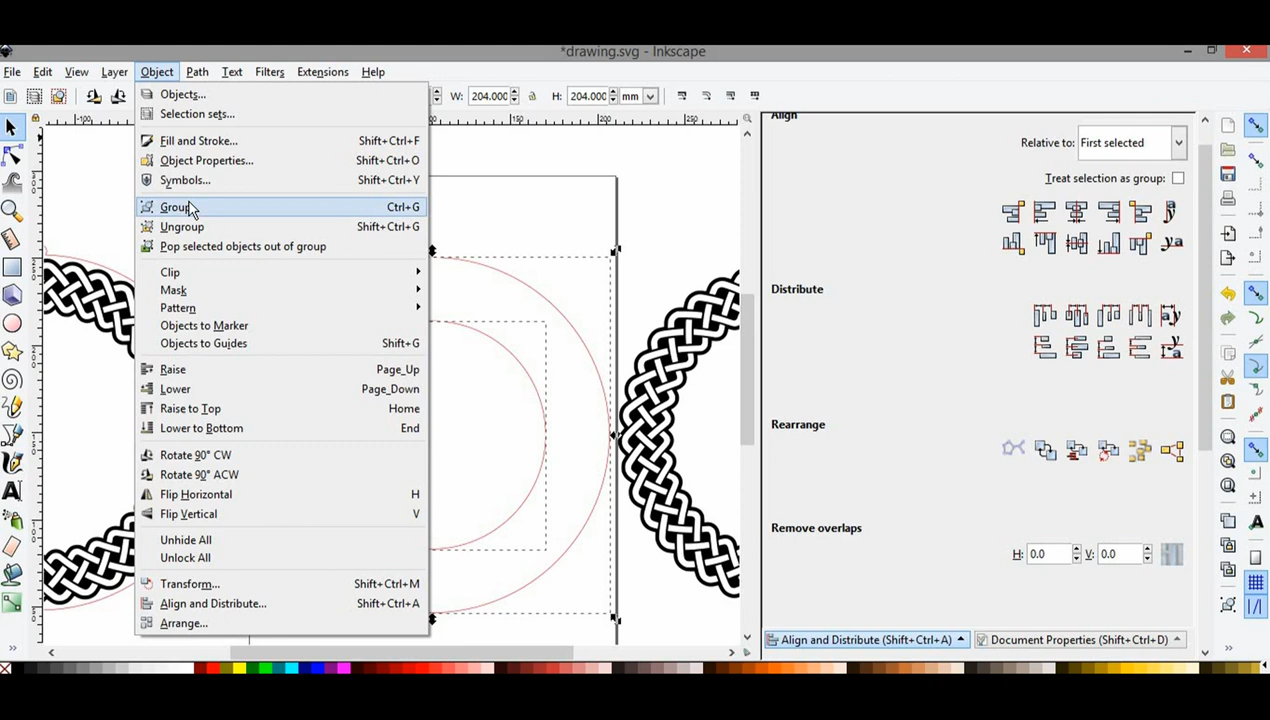 *drawing.svg - Inkscape
File Edit View Layer Object Path Text Filters Extensions Help
W: 204.000 H: 204.000 mm
Objects...
Selection sets...
Fill and Stroke... Shift+Ctrl+F
Object Properties... Shift+Ctrl+O
Symbols... Shift+Ctrl+Y
Group Ctrl+G
Ungroup Shift+Ctrl+G
Pop selected objects out of group
Clip
Mask
Pattern
Objects to Marker
Objects to Guides Shift+G
Raise Page_Up
Lower Page_Down
Raise to Top Home
Lower to Bottom End
Rotate 90° CW
Rotate 90° ACW
Flip Horizontal H
Flip Vertical V
Unhide All
Unlock All
Transform... Shift+Ctrl+M
Align and Distribute... Shift+Ctrl+A
Arrange...
-100 150 200 250
Align
Relative to: First selected
Treat selection as group:
Distribute
Rearrange
Remove overlaps
H: 0.0 V: 0.0
Align and Distribute (Shift+Ctrl+A) Document Properties (Shift+Ctrl+D)